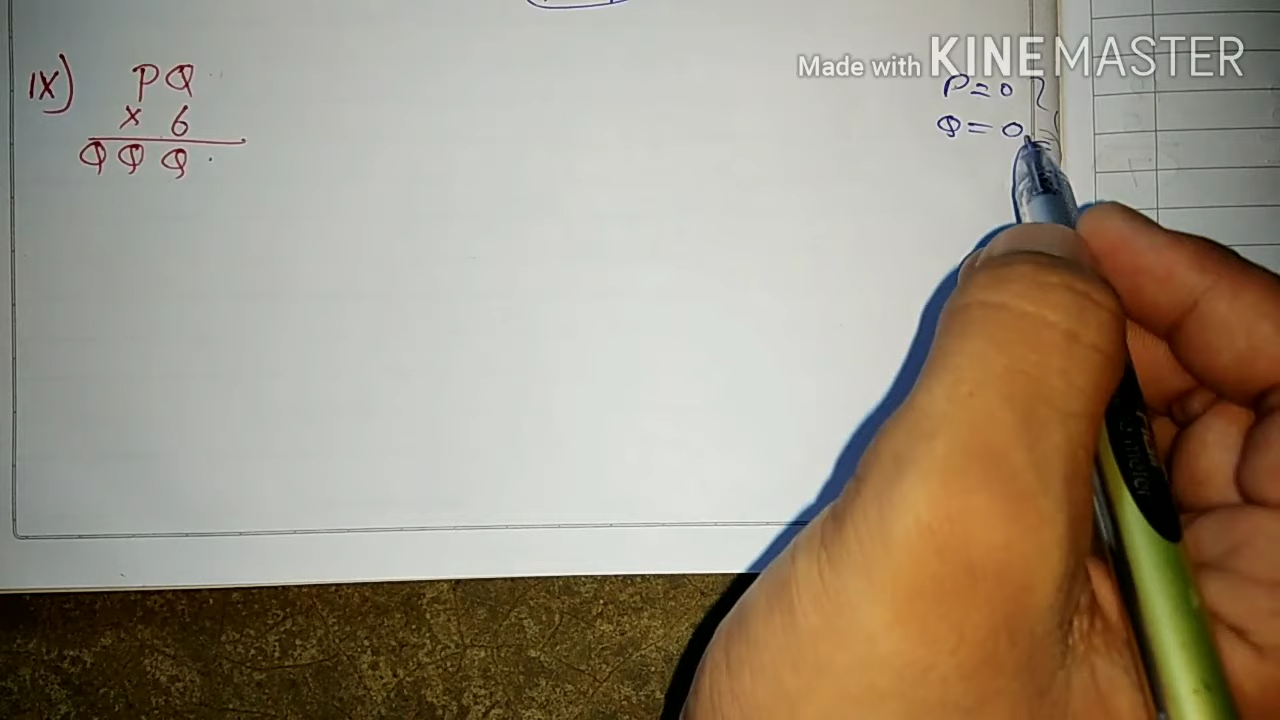 Made with KINEMASTER
IX) PQ
× 6
QQQ
P = 0
Q = 0